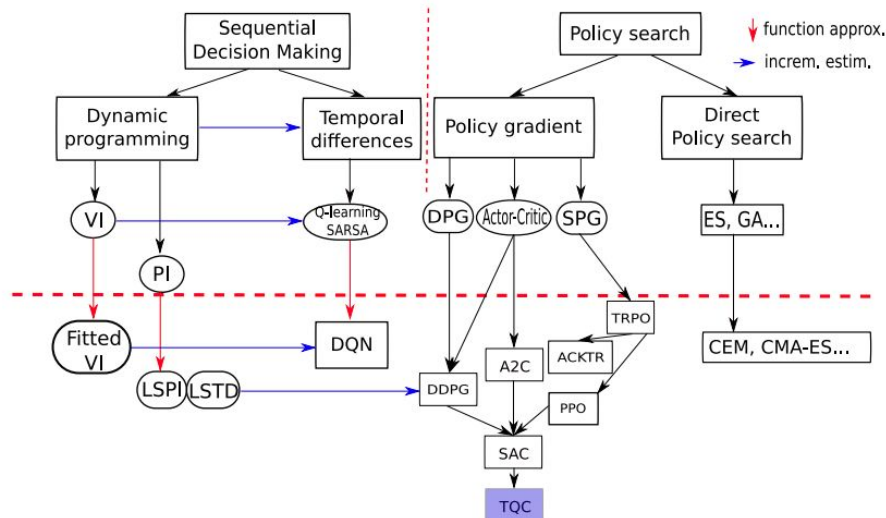 Sequential
Decision Making
Policy search
function approx.
increm. estim.
Dynamic
programming
Temporal
differences
Policy gradient
Direct
Policy search
VI
Q-learning
SARSA
DPG
Actor-Critic
SPG
ES, GA...
PI
Fitted
VI
DQN
TRPO
A2C
ACKTR
CEM, CMA-ES...
LSPI
LSTD
DDPG
PPO
SAC
TQC